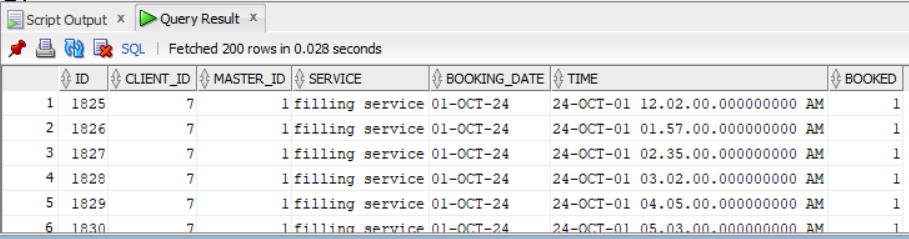 Script Output x Query Result x
SQL | Fetched 200 rows in 0.028 seconds
ID CLIENT_ID MASTER_ID SERVICE BOOKING_DATE TIME BOOKED
1 1825 7 1 filling service 01-OCT-24 24-OCT-01 12.02.00.000000000 AM 1
2 1826 7 1 filling service 01-OCT-24 24-OCT-01 01.57.00.000000000 AM 1
3 1827 7 1 filling service 01-OCT-24 24-OCT-01 02.35.00.000000000 AM 1
4 1828 7 1 filling service 01-OCT-24 24-OCT-01 03.02.00.000000000 AM 1
5 1829 7 1 filling service 01-OCT-24 24-OCT-01 04.05.00.000000000 AM 1
6 1830 7 1 filling service 01-OCT-24 24-OCT-01 05.03.00.000000000 AM 1